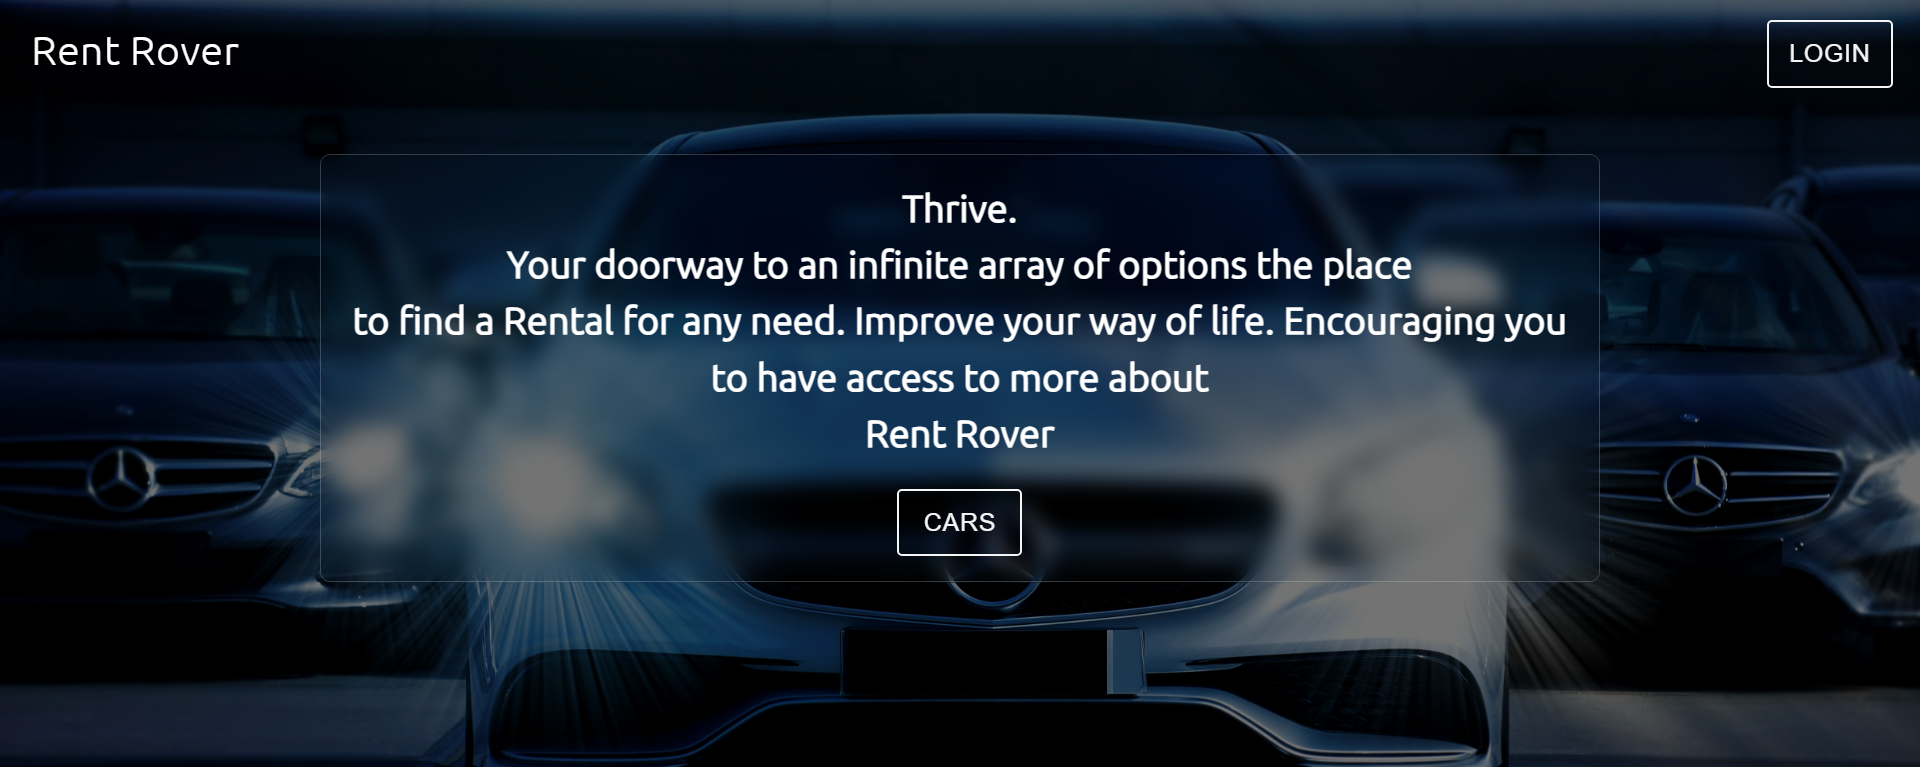 Rent Rover
LOGIN
Thrive.
Your doorway to an infinite array of options the place
to find a Rental for any need. Improve your way of life. Encouraging you
to have access to more about
Rent Rover
CARS